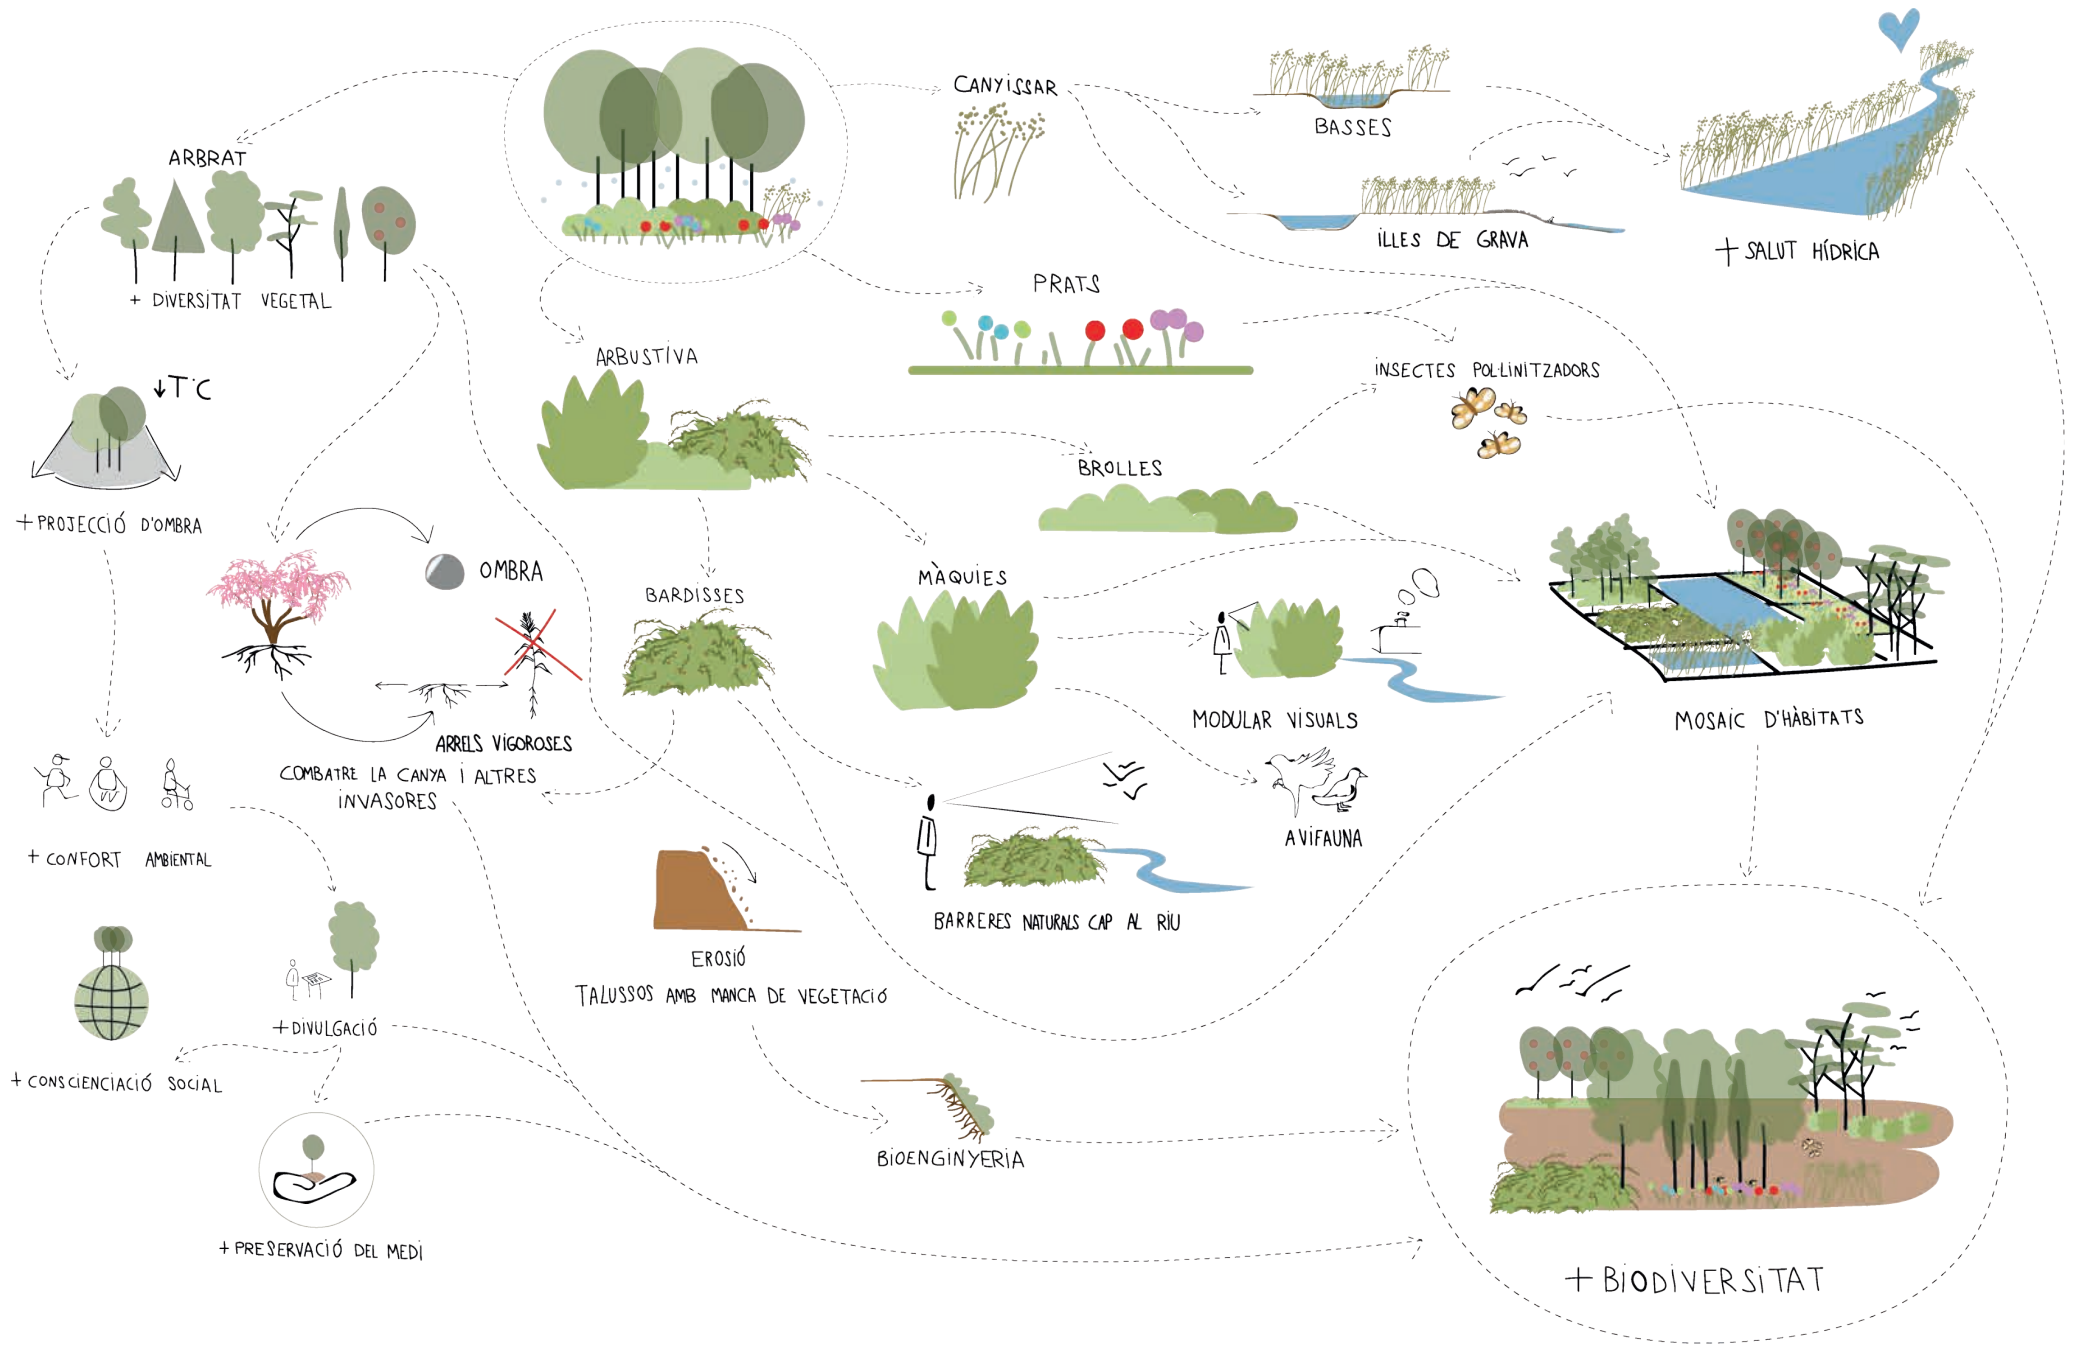 CANYISSAR
BASSES
ARBRAT
ILLES DE GRAVA
+ SALUT HÍDRICA
+ DIVERSITAT VEGETAL
PRATS
ARBUSTIVA
INSECTES POL·LINITZADORS
↓T°C
BROLLES
+ PROJECCIÓ D'OMBRA
OMBRA
MÀQUIES
BARDISSES
MODULAR VISUALS
MOSAIC D'HÀBITATS
ARRELS VIGOROSES
COMBATRE LA CANYA I ALTRES
INVASORES
AVIFAUNA
+ CONFORT AMBIENTAL
BARRERES NATURALS CAP AL RIU
EROSIÓ
TALUSSOS AMB MANCA DE VEGETACIÓ
+ DIVULGACIÓ
+ CONSCIENCIACIÓ SOCIAL
BIOENGINYERIA
+ PRESERVACIÓ DEL MEDI
+ BIODIVERSITAT